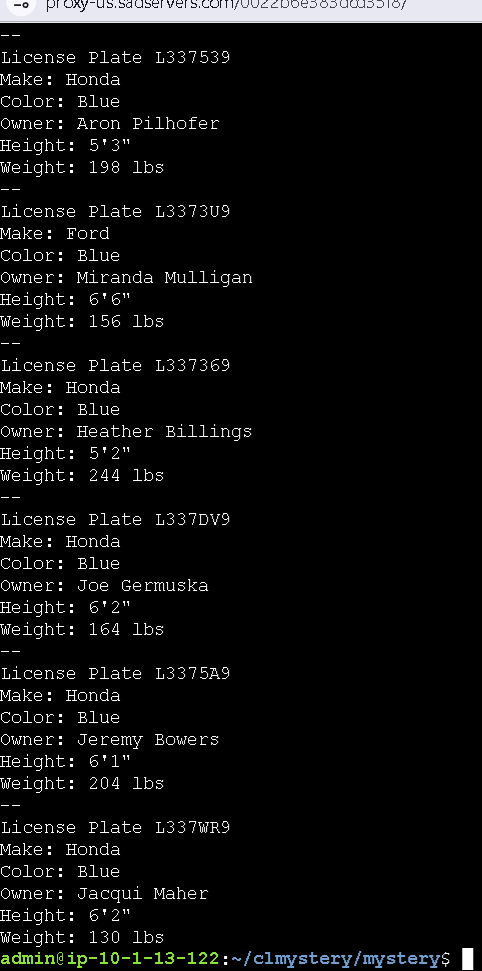 proxy-us.sadservers.com/0022b6e383dcd3518/
--
License Plate L337539
Make: Honda
Color: Blue
Owner: Aron Pilhofer
Height: 5'3"
Weight: 198 lbs
--
License Plate L3373U9
Make: Ford
Color: Blue
Owner: Miranda Mulligan
Height: 6'6"
Weight: 156 lbs
--
License Plate L337369
Make: Honda
Color: Blue
Owner: Heather Billings
Height: 5'2"
Weight: 244 lbs
--
License Plate L337DV9
Make: Honda
Color: Blue
Owner: Joe Germuska
Height: 6'2"
Weight: 164 lbs
--
License Plate L3375A9
Make: Honda
Color: Blue
Owner: Jeremy Bowers
Height: 6'1"
Weight: 204 lbs
--
License Plate L337WR9
Make: Honda
Color: Blue
Owner: Jacqui Maher
Height: 6'2"
Weight: 130 lbs
admin@ip-10-1-13-122:~/clmystery/mystery$